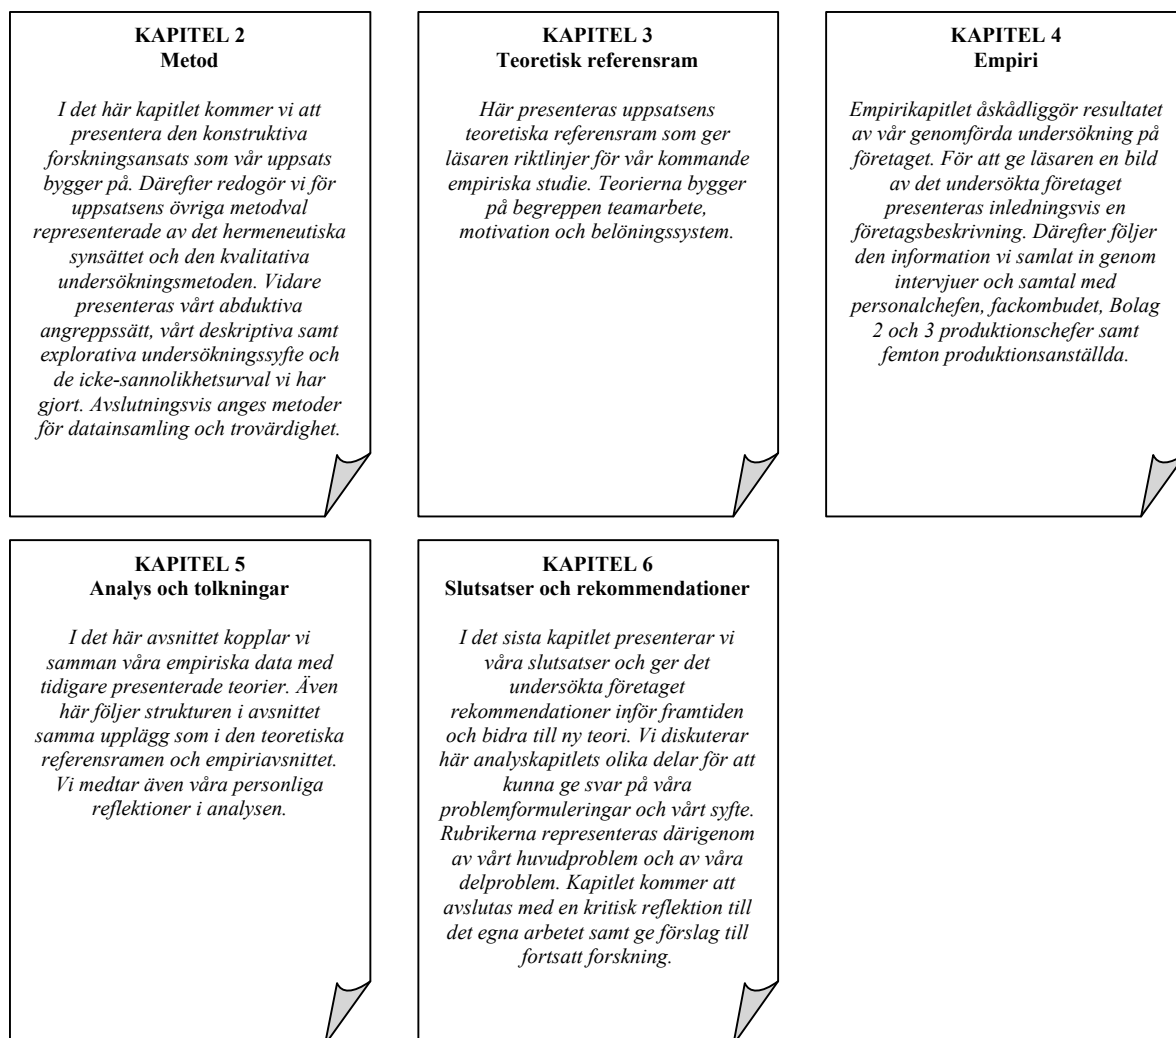 KAPITEL 2
Metod
I det här kapitlet kommer vi att
presentera den konstruktiva
forskningsansats som vår uppsats
bygger på. Därefter redogör vi för
uppsatsens övriga metodval
representerade av det hermeneutiska
synsättet och den kvalitativa
undersökningsmetoden. Vidare
presenteras vårt abduktiva
angreppssätt, vårt deskriptiva samt
explorativa undersökningssyfte och
de icke-sannolikhetsurval vi har
gjort. Avslutningsvis anges metoder
för datainsamling och trovärdighet.
KAPITEL 3
Teoretisk referensram
Här presenteras uppsatsens
teoretiska referensram som ger
läsaren riktlinjer för vår kommande
empiriska studie. Teorierna bygger
på begreppen teamarbete,
motivation och belöningssystem.
KAPITEL 4
Empiri
Empirikapitlet åskådliggör resultatet
av vår genomförda undersökning på
företaget. För att ge läsaren en bild
av det undersökta företaget
presenteras inledningsvis en
företagsbeskrivning. Därefter följer
den information vi samlat in genom
intervjuer och samtal med
personalchefen, fackombudet, Bolag
2 och 3 produktionschefer samt
femton produktionsanställda.
KAPITEL 5
Analys och tolkningar
I det här avsnittet kopplar vi
samman våra empiriska data med
tidigare presenterade teorier. Även
här följer strukturen i avsnittet
samma upplägg som i den teoretiska
referensramen och empiriavsnittet.
Vi medtar även våra personliga
reflektioner i analysen.
KAPITEL 6
Slutsatser och rekommendationer
I det sista kapitlet presenterar vi
våra slutsatser och ger det
undersökta företaget
rekommendationer inför framtiden
och bidra till ny teori. Vi diskuterar
här analyskapitlets olika delar för att
kunna ge svar på våra
problemformuleringar och vårt syfte.
Rubrikerna representeras därigenom
av vårt huvudproblem och av våra
delproblem. Kapitlet kommer att
avslutas med en kritisk reflektion till
det egna arbetet samt ge förslag till
fortsatt forskning.